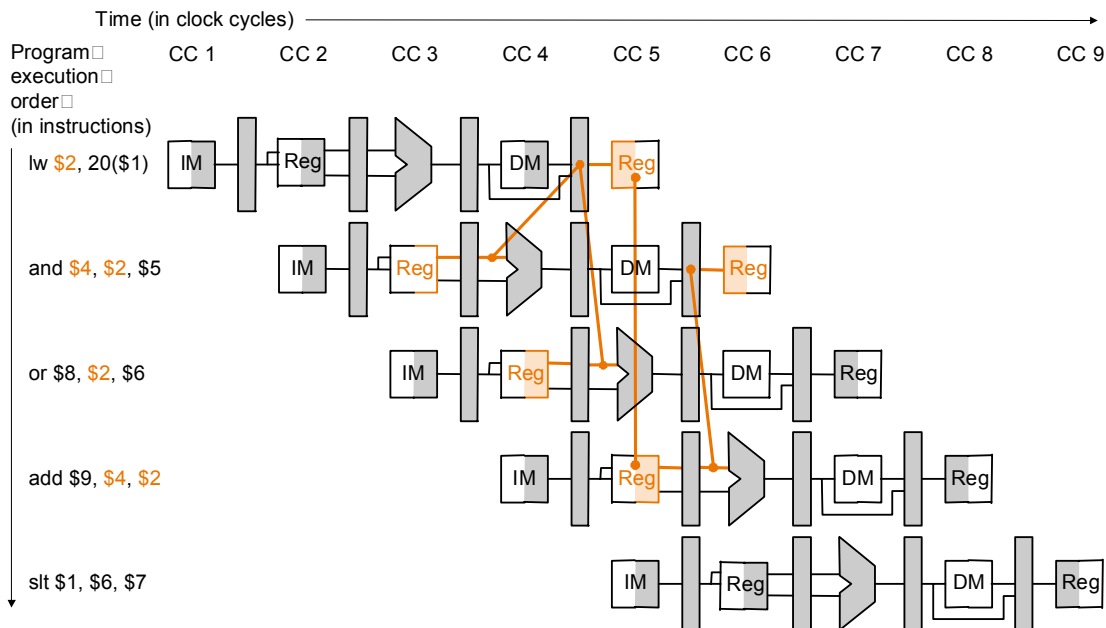 Time (in clock cycles)
Program□ CC 1 CC 2 CC 3 CC 4 CC 5 CC 6 CC 7 CC 8 CC 9
execution□
order□
(in instructions)
lw $2, 20($1) IM Reg DM Reg
and $4, $2, $5 IM Reg DM Reg
or $8, $2, $6 IM Reg DM Reg
add $9, $4, $2 IM Reg DM Reg
slt $1, $6, $7 IM Reg DM Reg